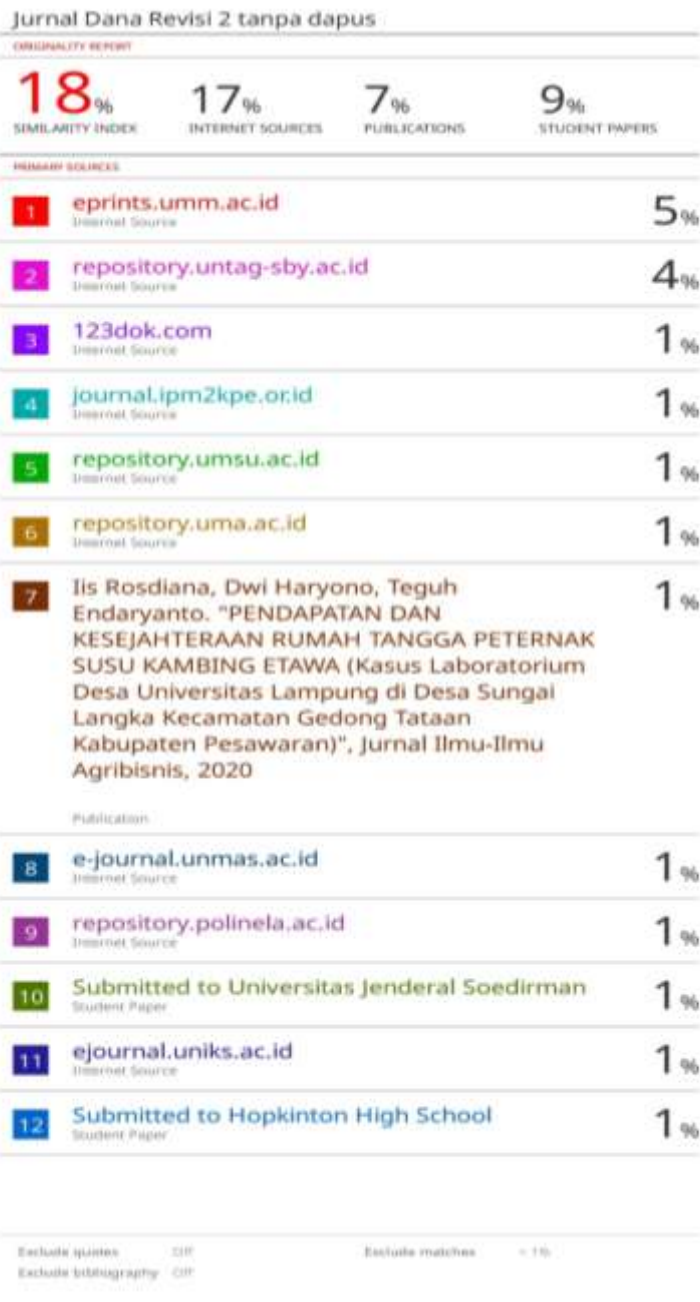 Jurnal Dana Revisi 2 tanpa dapus
ORIGINALITY REPORT
18% 17% 7% 9%
SIMILARITY INDEX INTERNET SOURCES PUBLICATIONS STUDENT PAPERS
PRIMARY SOURCES
1 eprints.umm.ac.id 5%
Internet Source
2 repository.untag-sby.ac.id 4%
Internet Source
3 123dok.com 1%
Internet Source
4 journal.ipm2kpe.or.id 1%
Internet Source
5 repository.umsu.ac.id 1%
Internet Source
6 repository.uma.ac.id 1%
Internet Source
7 Iis Rosdiana, Dwi Haryono, Teguh 1%
Endaryanto. "PENDAPATAN DAN
KESEJAHTERAAN RUMAH TANGGA PETERNAK
SUSU KAMBING ETAWA (Kasus Laboratorium
Desa Universitas Lampung di Desa Sungai
Langka Kecamatan Gedong Tataan
Kabupaten Pesawaran)", Jurnal Ilmu-Ilmu
Agribisnis, 2020
Publication
8 e-journal.unmas.ac.id 1%
Internet Source
9 repository.polinela.ac.id 1%
Internet Source
10 Submitted to Universitas Jenderal Soedirman 1%
Student Paper
11 ejournal.uniks.ac.id 1%
Internet Source
12 Submitted to Hopkinton High School 1%
Student Paper
Exclude quotes Off Exclude matches < 1%
Exclude bibliography Off